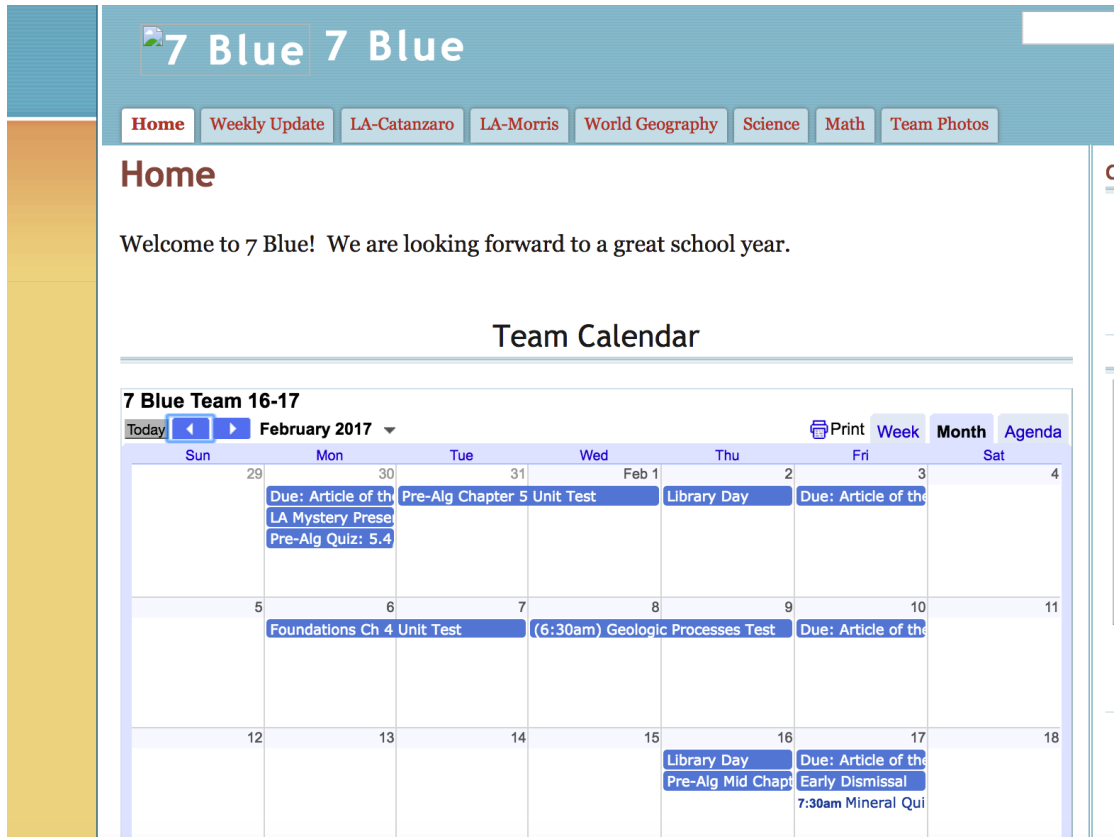 7 Blue 7 Blue
Home Weekly Update LA-Catanzaro LA-Morris World Geography Science Math Team Photos
Home
Welcome to 7 Blue! We are looking forward to a great school year.
Team Calendar
7 Blue Team 16-17
Today February 2017 Print Week Month Agenda
Sun Mon Tue Wed Thu Fri Sat
29 30 31 Feb 1 2 3 4
Due: Article of the Pre-Alg Chapter 5 Unit Test Library Day Due: Article of the
LA Mystery Prese
Pre-Alg Quiz: 5.4
5 6 7 8 9 10 11
Foundations Ch 4 Unit Test (6:30am) Geologic Processes Test Due: Article of the
12 13 14 15 16 17 18
Library Day Due: Article of the
Pre-Alg Mid Chapt Early Dismissal
7:30am Mineral Qui